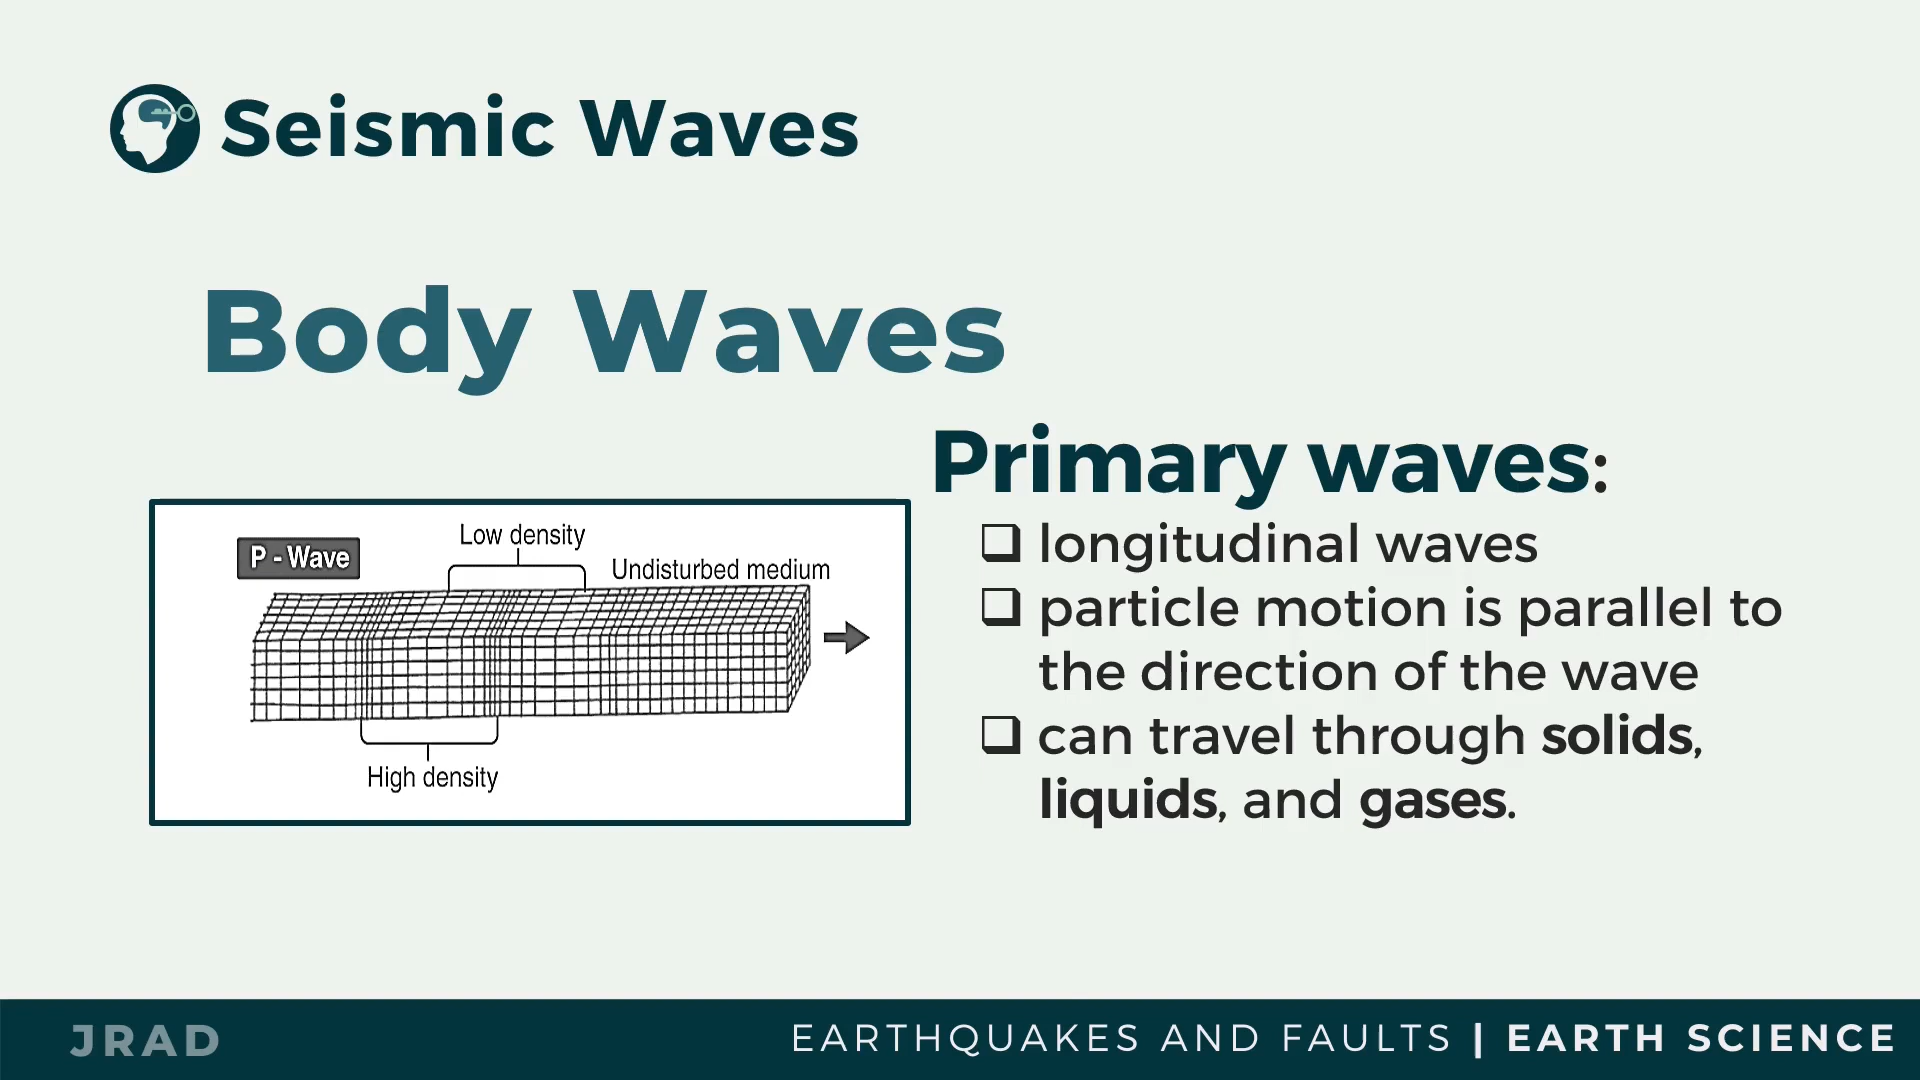 Seismic Waves
Body Waves
Primary waves:
longitudinal waves
particle motion is parallel to
the direction of the wave
can travel through solids,
liquids, and gases.
P - Wave
Low density
Undisturbed medium
High density
JRAD
EARTHQUAKES AND FAULTS | EARTH SCIENCE